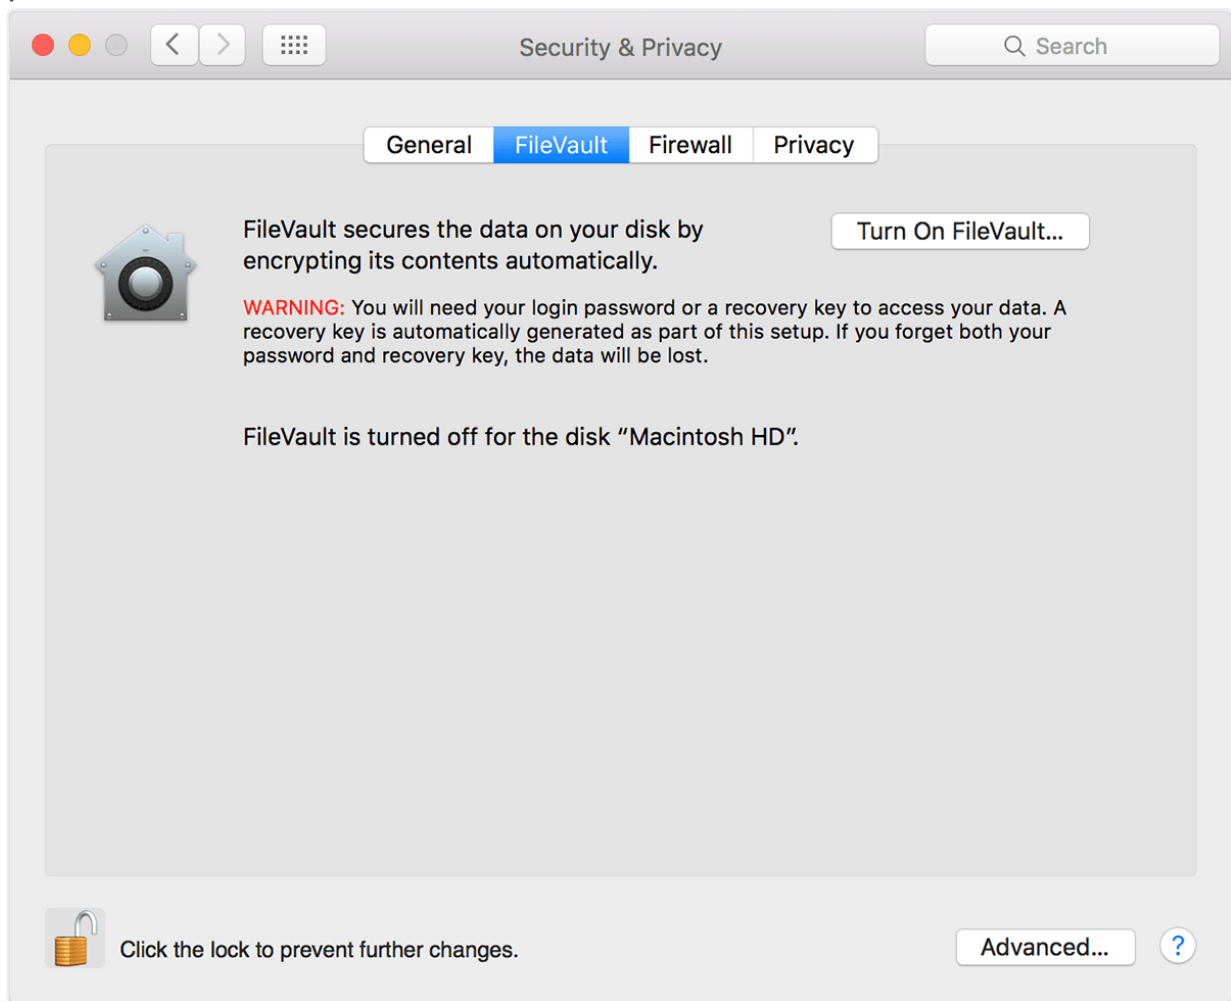 Security & Privacy
Search
General
FileVault
Firewall
Privacy
FileVault secures the data on your disk by
encrypting its contents automatically.
Turn On FileVault...
WARNING: You will need your login password or a recovery key to access your data. A
recovery key is automatically generated as part of this setup. If you forget both your
password and recovery key, the data will be lost.
FileVault is turned off for the disk “Macintosh HD”.
Click the lock to prevent further changes.
Advanced...
?